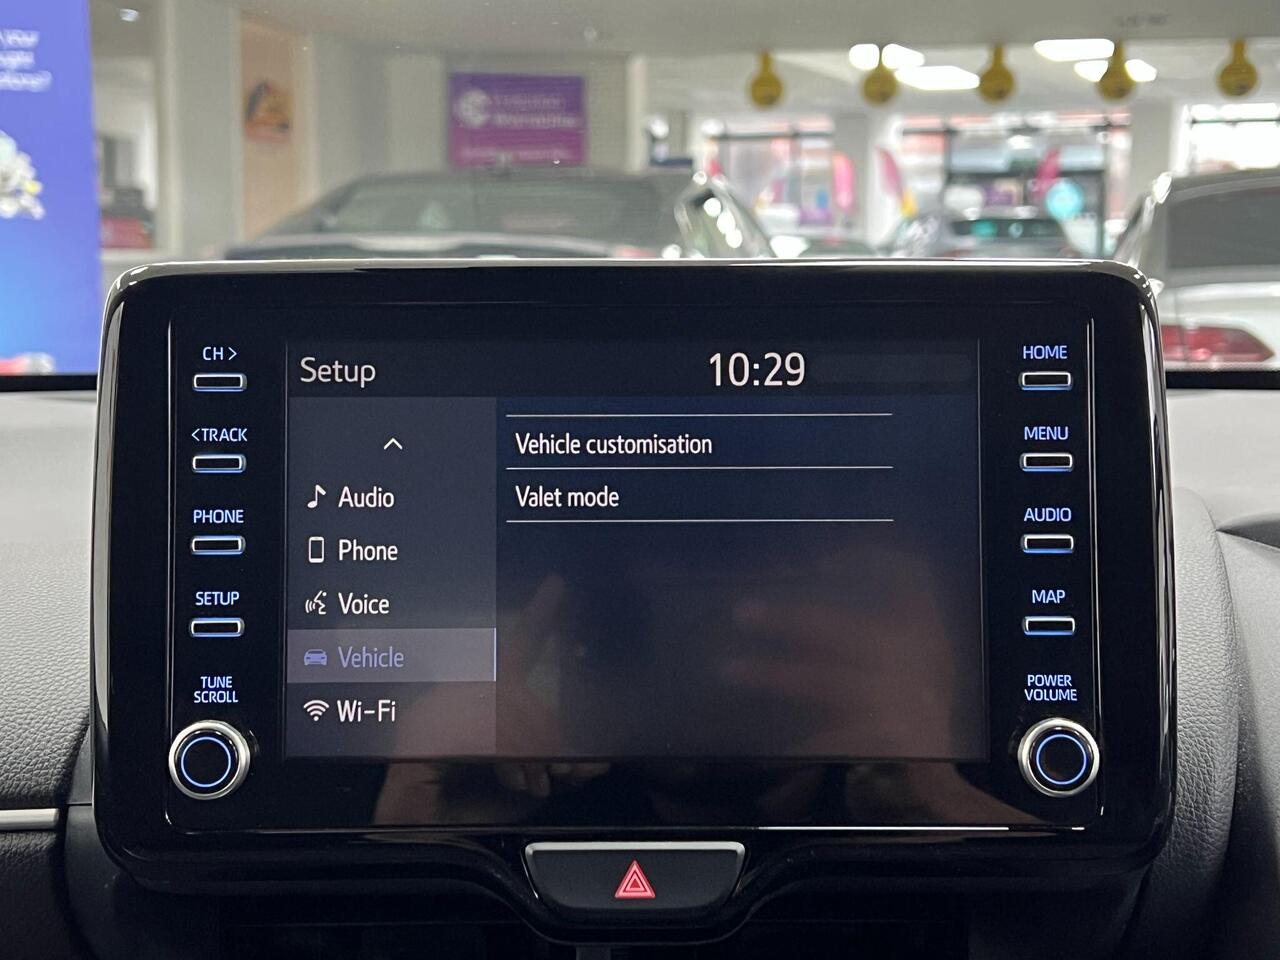 CH >
<TRACK
PHONE
SETUP
TUNE
SCROLL
Setup
10:29
Audio
Phone
Voice
Vehicle
Wi-Fi
Vehicle customisation
Valet mode
HOME
MENU
AUDIO
MAP
POWER
VOLUME